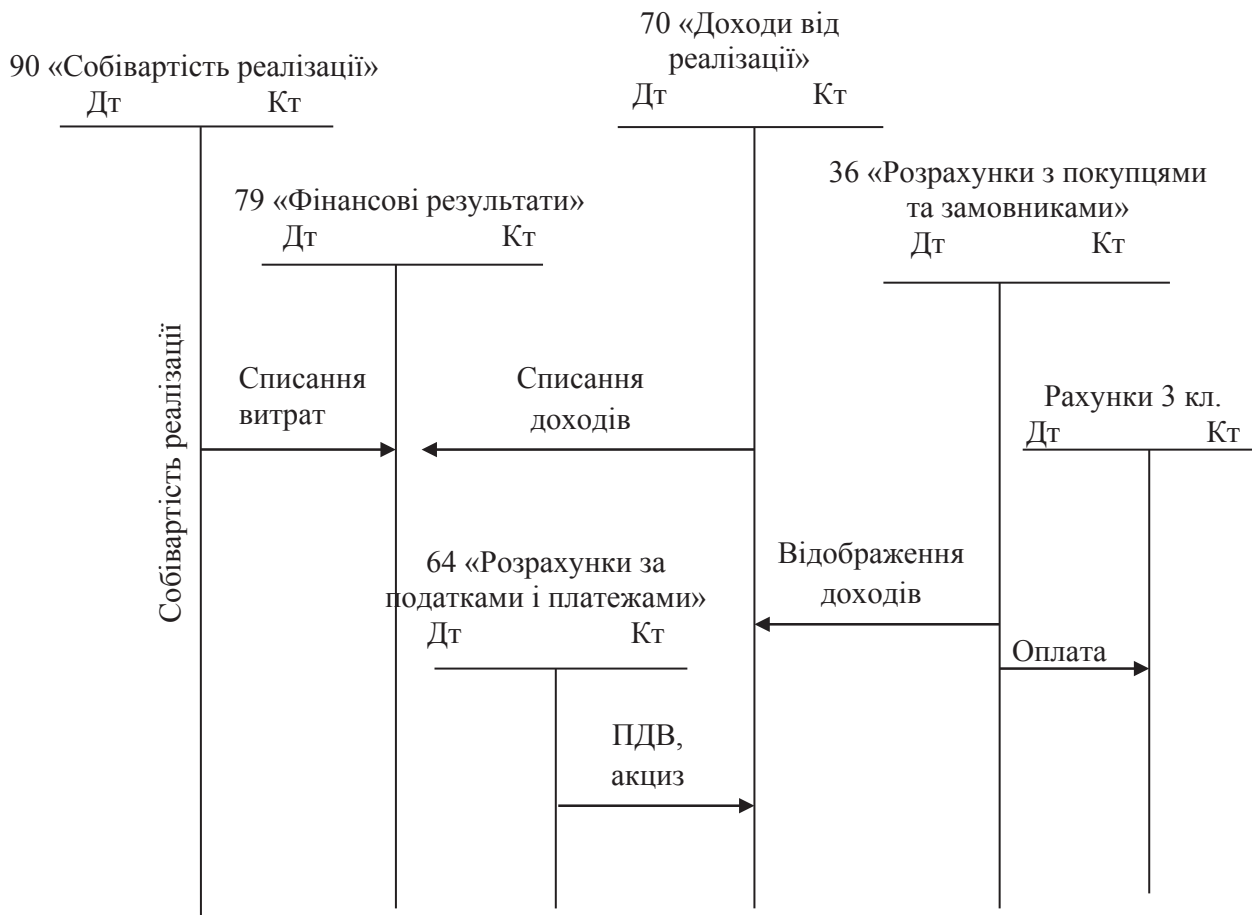 70 «Доходи від
реалізації»
90 «Собівартість реалізації»
Дт Кт
Дт Кт
36 «Розрахунки з покупцями
та замовниками»
79 «Фінансові результати»
Дт Кт
Дт Кт
Собівартість реалізації
Списання
витрат
Списання
доходів
Рахунки 3 кл.
Дт Кт
64 «Розрахунки за
податками і платежами»
Дт Кт
Відображення
доходів
Оплата
ПДВ,
акциз